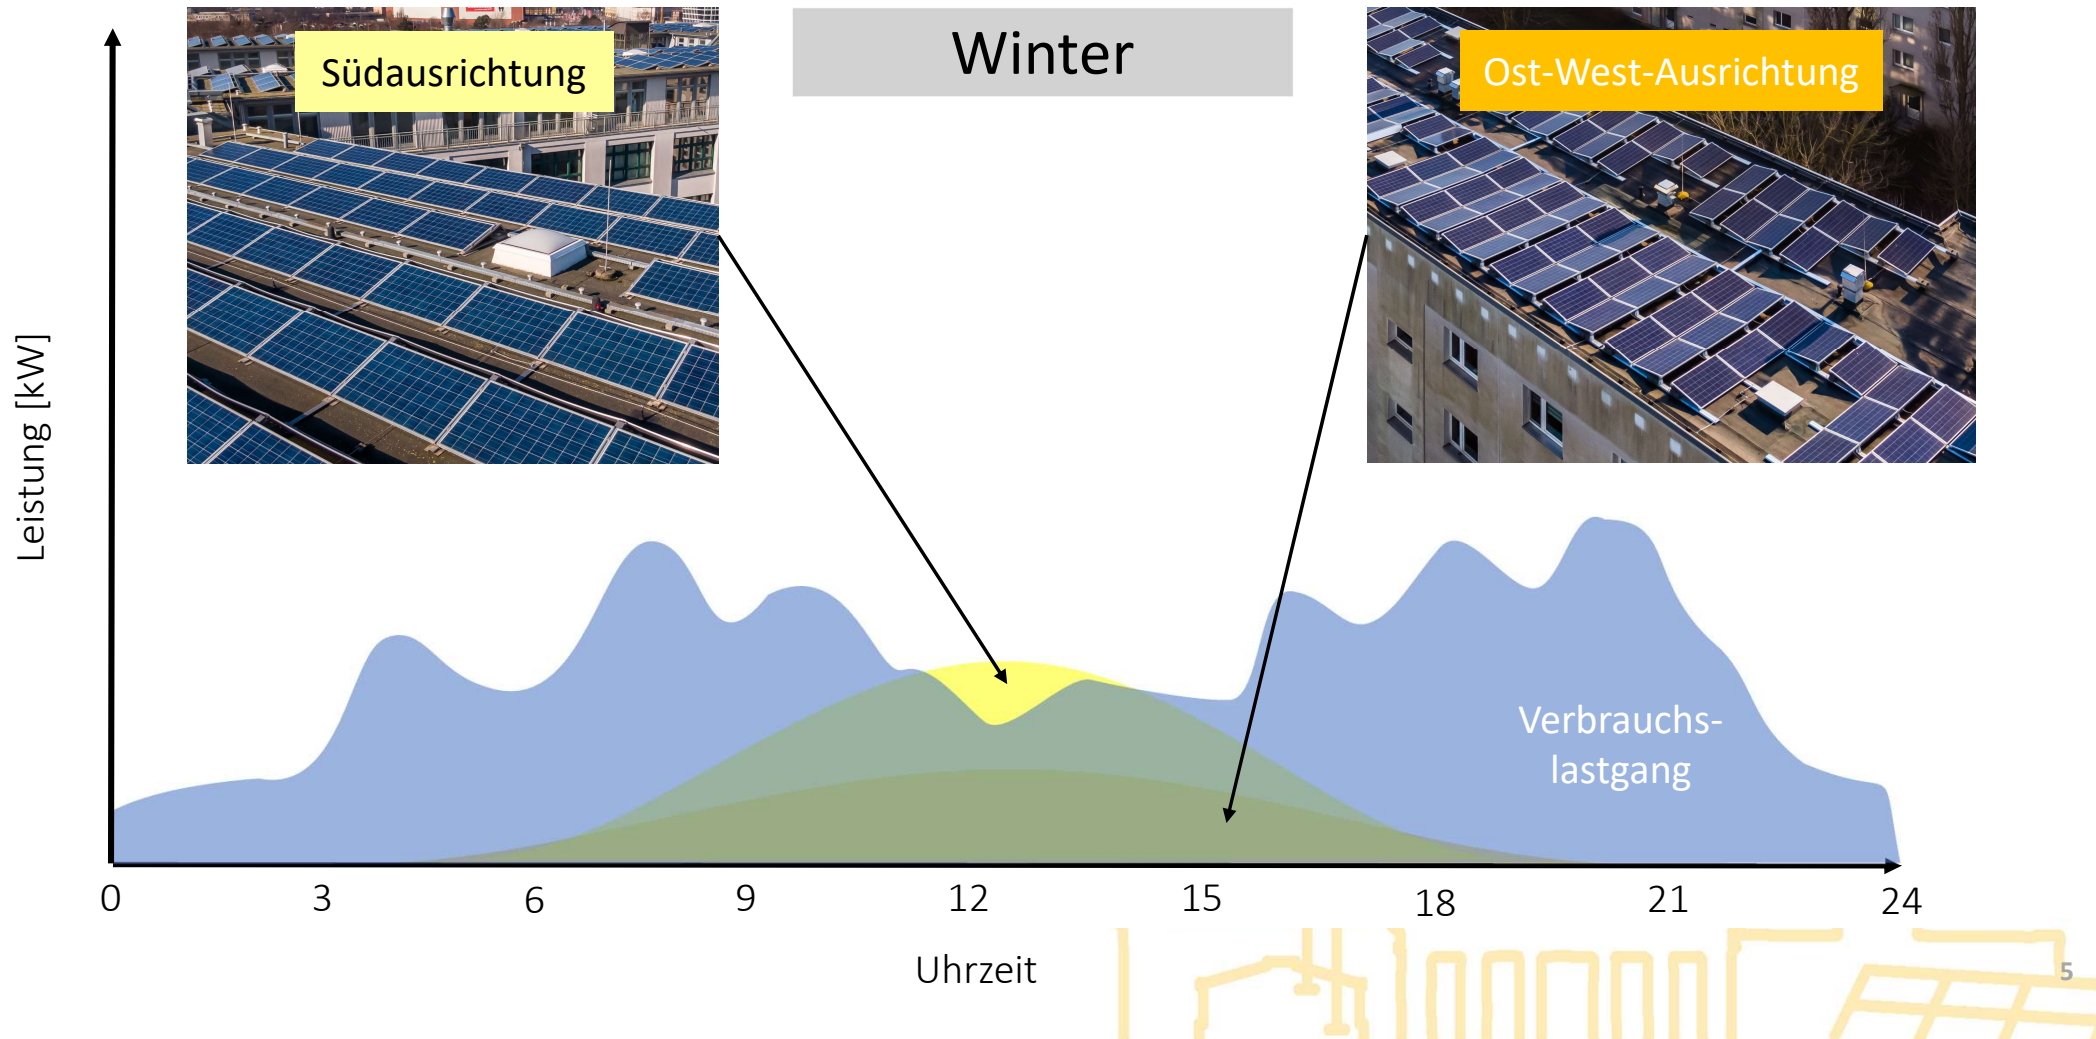 Südausrichtung
Winter
Ost-West-Ausrichtung
Leistung [kW]
Verbrauchs-
lastgang
0 3 6 9 12 15 18 21 24
Uhrzeit
5